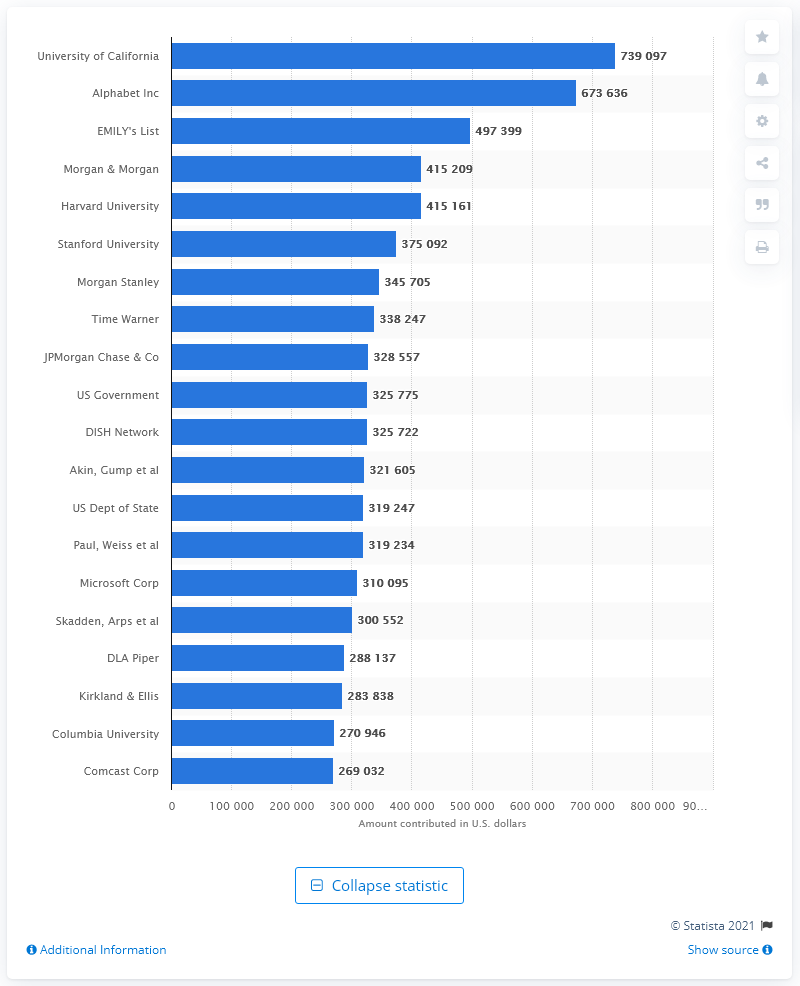 University of California 739 097
Alphabet Inc 673 636
EMILY's List 497 399
Morgan & Morgan 415 209
Harvard University 415 161
Stanford University 375 092
Morgan Stanley 345 705
Time Warner 338 247
JPMorgan Chase & Co 328 557
US Government 325 775
DISH Network 325 722
Akin, Gump et al 321 605
US Dept of State 319 247
Paul, Weiss et al 319 234
Microsoft Corp 310 095
Skadden, Arps et al 300 552
DLA Piper 288 137
Kirkland & Ellis 283 838
Columbia University 270 946
Comcast Corp 269 032
0 100 000 200 000 300 000 400 000 500 000 600 000 700 000 800 000 90…
Amount contributed in U.S. dollars
Collapse statistic
© Statista 2021
Additional Information Show source